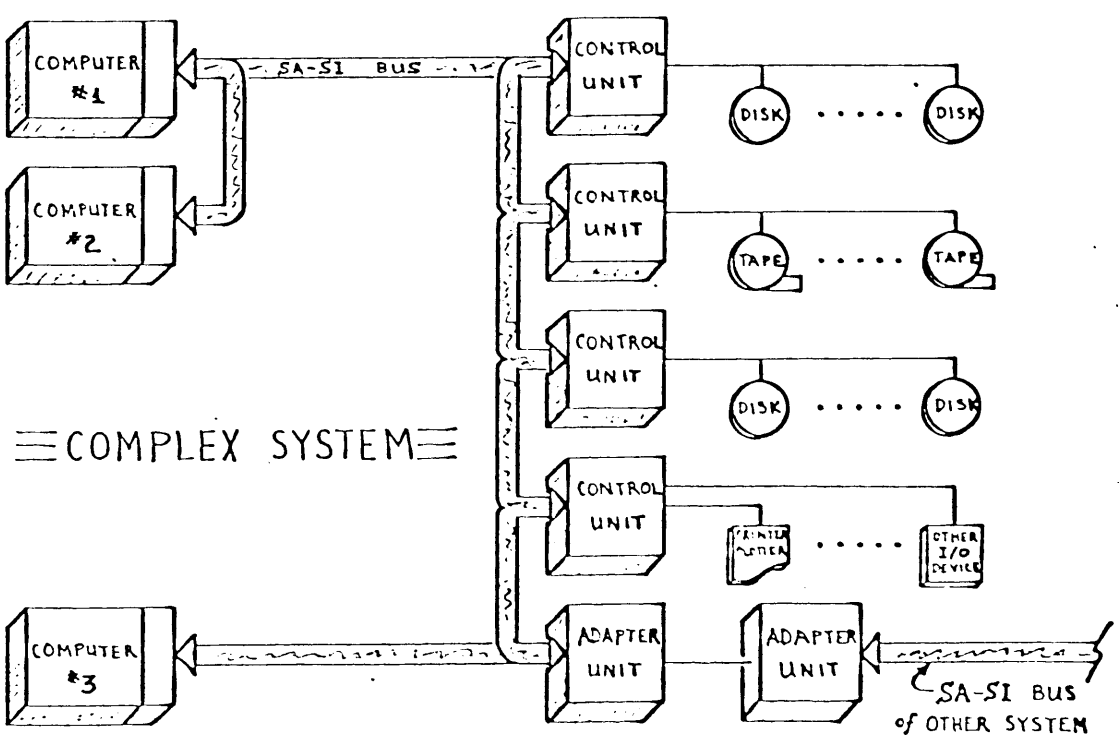 COMPUTER
#1
SA-SI BUS
CONTROL
UNIT
DISK
DISK
COMPUTER
#2
CONTROL
UNIT
TAPE
TAPE
CONTROL
UNIT
DISK
DISK
COMPLEX SYSTEM
CONTROL
UNIT
PRINTER
OTHER
I/O
DEVICE
COMPUTER
#3
ADAPTER
UNIT
ADAPTER
UNIT
SA-SI BUS
of OTHER SYSTEM